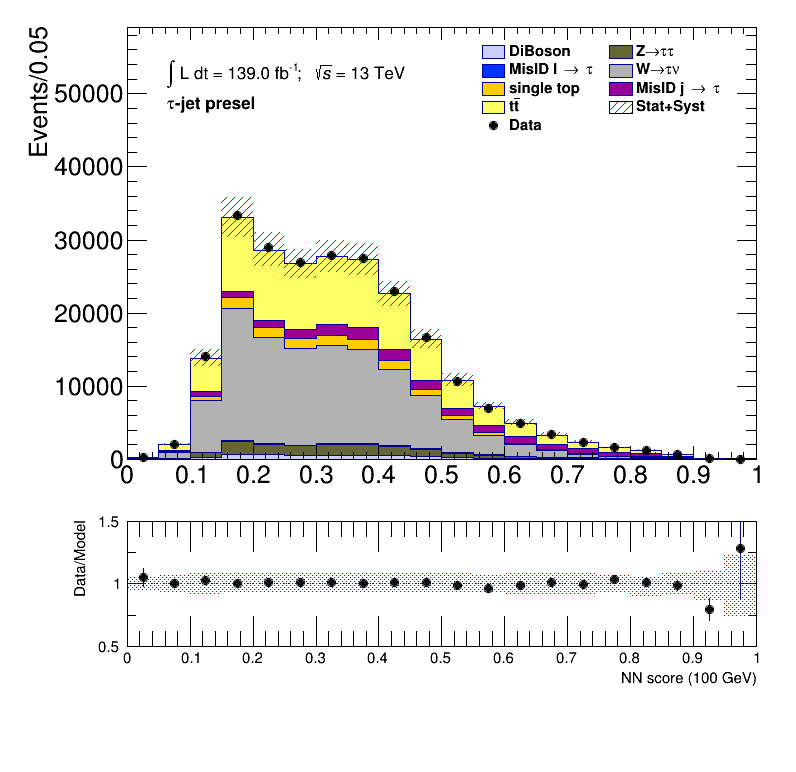 Events/0.05
50000
40000
30000
20000
10000
0
∫ L dt = 139.0 fb⁻¹; √s = 13 TeV
τ-jet presel
DiBoson
MisID l → τ
single top
tt̄
Data
Z→ττ
W→τν
MisID j → τ
Stat+Syst
0 0.1 0.2 0.3 0.4 0.5 0.6 0.7 0.8 0.9 1
Data/Model
1.5
1
0.5
0 0.1 0.2 0.3 0.4 0.5 0.6 0.7 0.8 0.9 1
NN score (100 GeV)